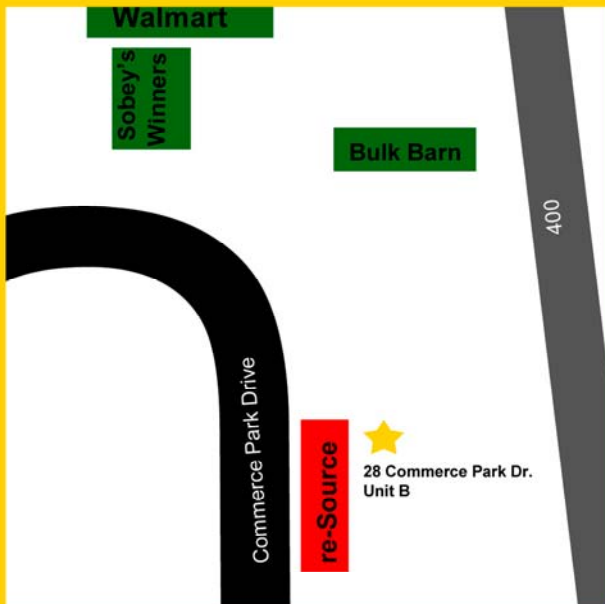 Walmart
Sobey's
Winners
Bulk Barn
400
Commerce Park Drive
re-Source
28 Commerce Park Dr.
Unit B